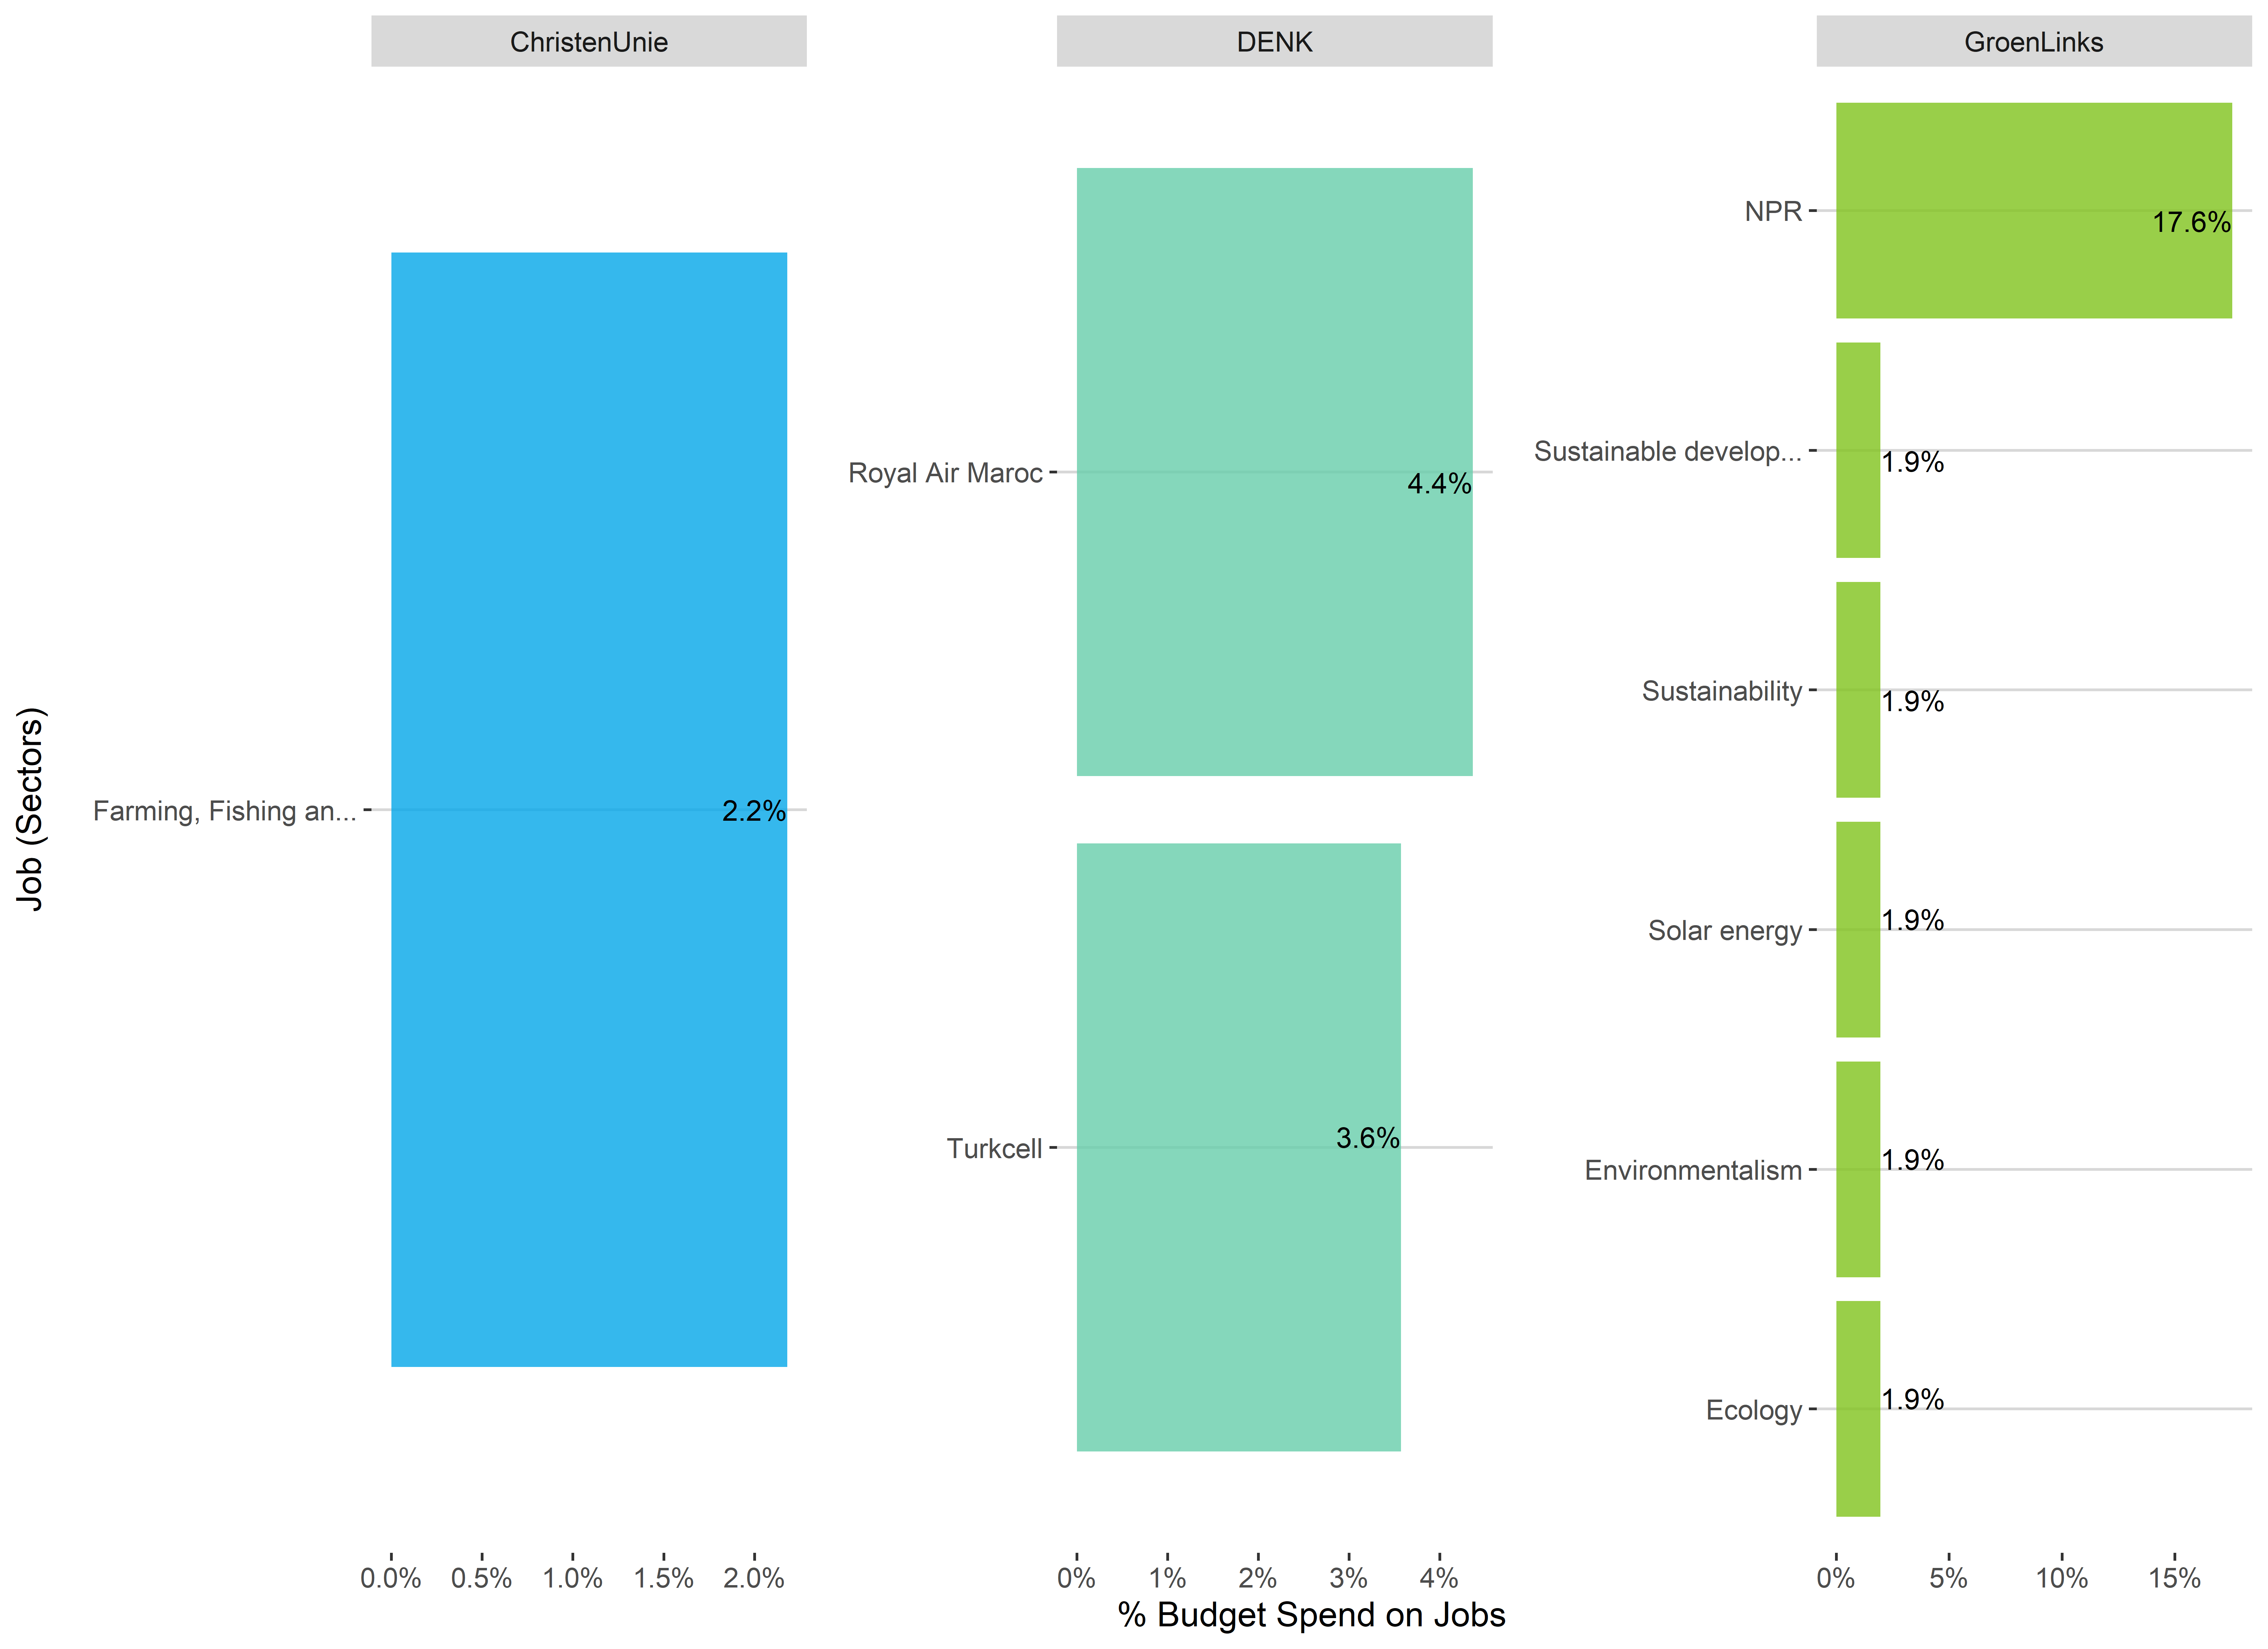 ChristenUnie
DENK
GroenLinks
Job (Sectors)
Farming, Fishing an...
2.2%
0.0% 0.5% 1.0% 1.5% 2.0%
Royal Air Maroc
4.4%
Turkcell
3.6%
0% 1% 2% 3% 4%
NPR
17.6%
Sustainable develop...
1.9%
Sustainability
1.9%
Solar energy
1.9%
Environmentalism
1.9%
Ecology
1.9%
0% 5% 10% 15%
% Budget Spend on Jobs